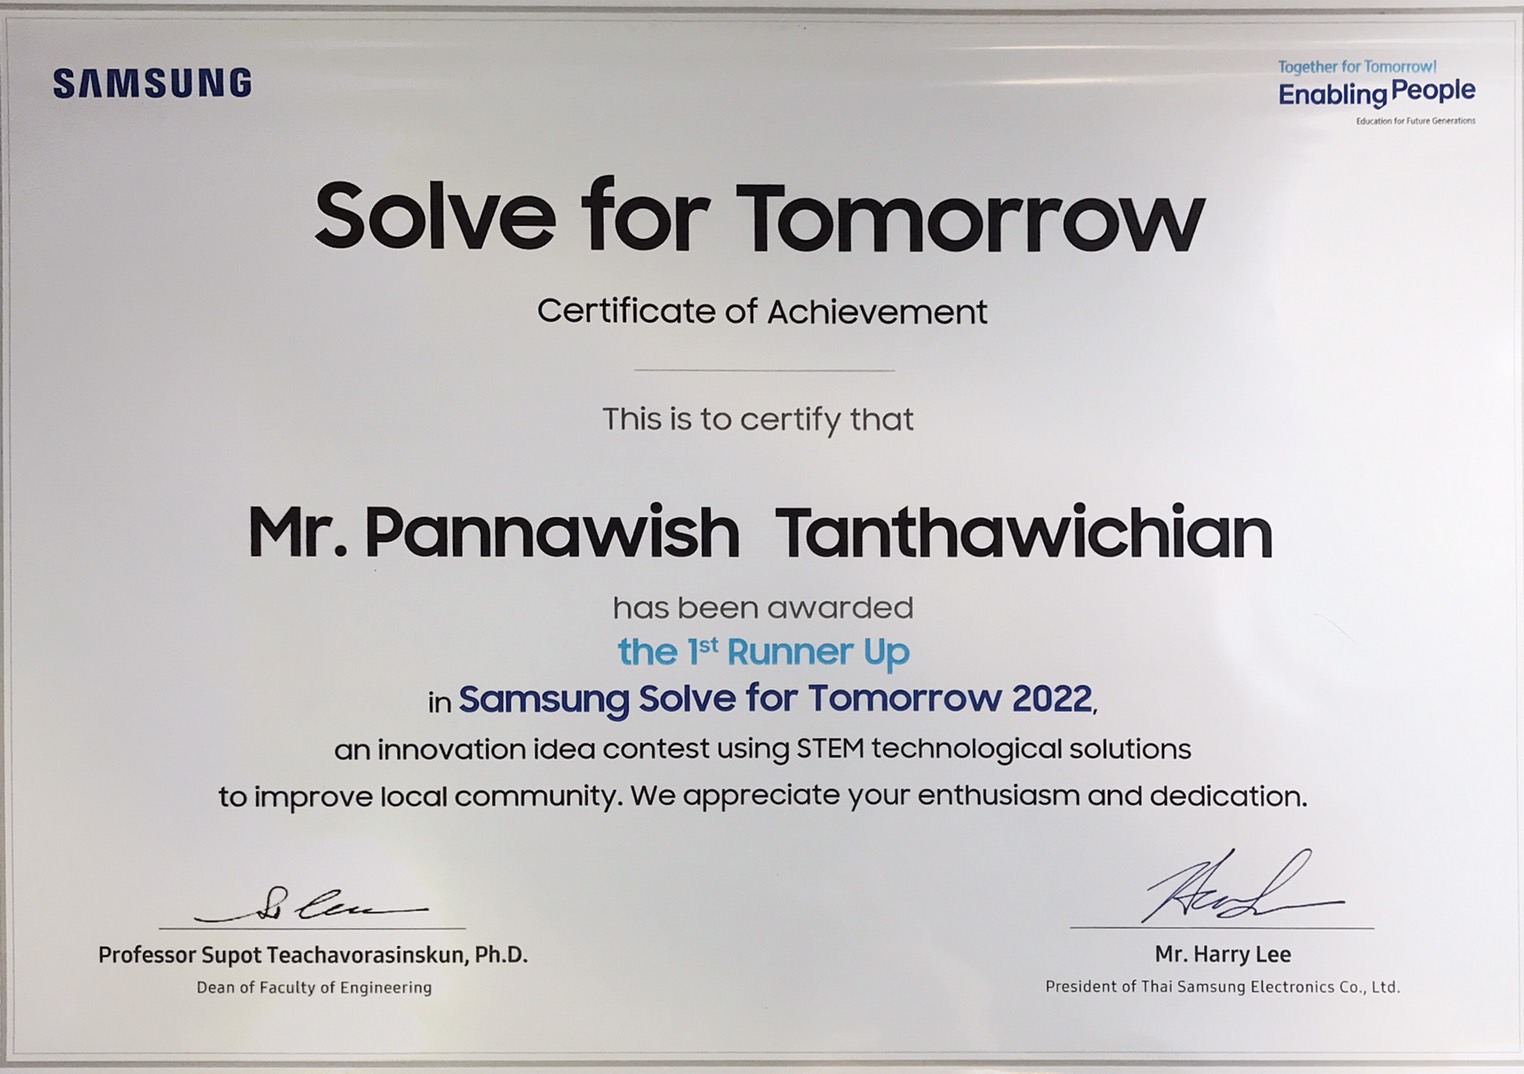 SAMSUNG
Together for Tomorrow!
Enabling People
Education for Future Generations
Solve for Tomorrow
Certificate of Achievement
This is to certify that
Mr. Pannawish Tanthawichian
has been awarded
the 1st Runner Up
in Samsung Solve for Tomorrow 2022,
an innovation idea contest using STEM technological solutions
to improve local community. We appreciate your enthusiasm and dedication.
Professor Supot Teachavorasinskun, Ph.D.
Dean of Faculty of Engineering
Mr. Harry Lee
President of Thai Samsung Electronics Co., Ltd.